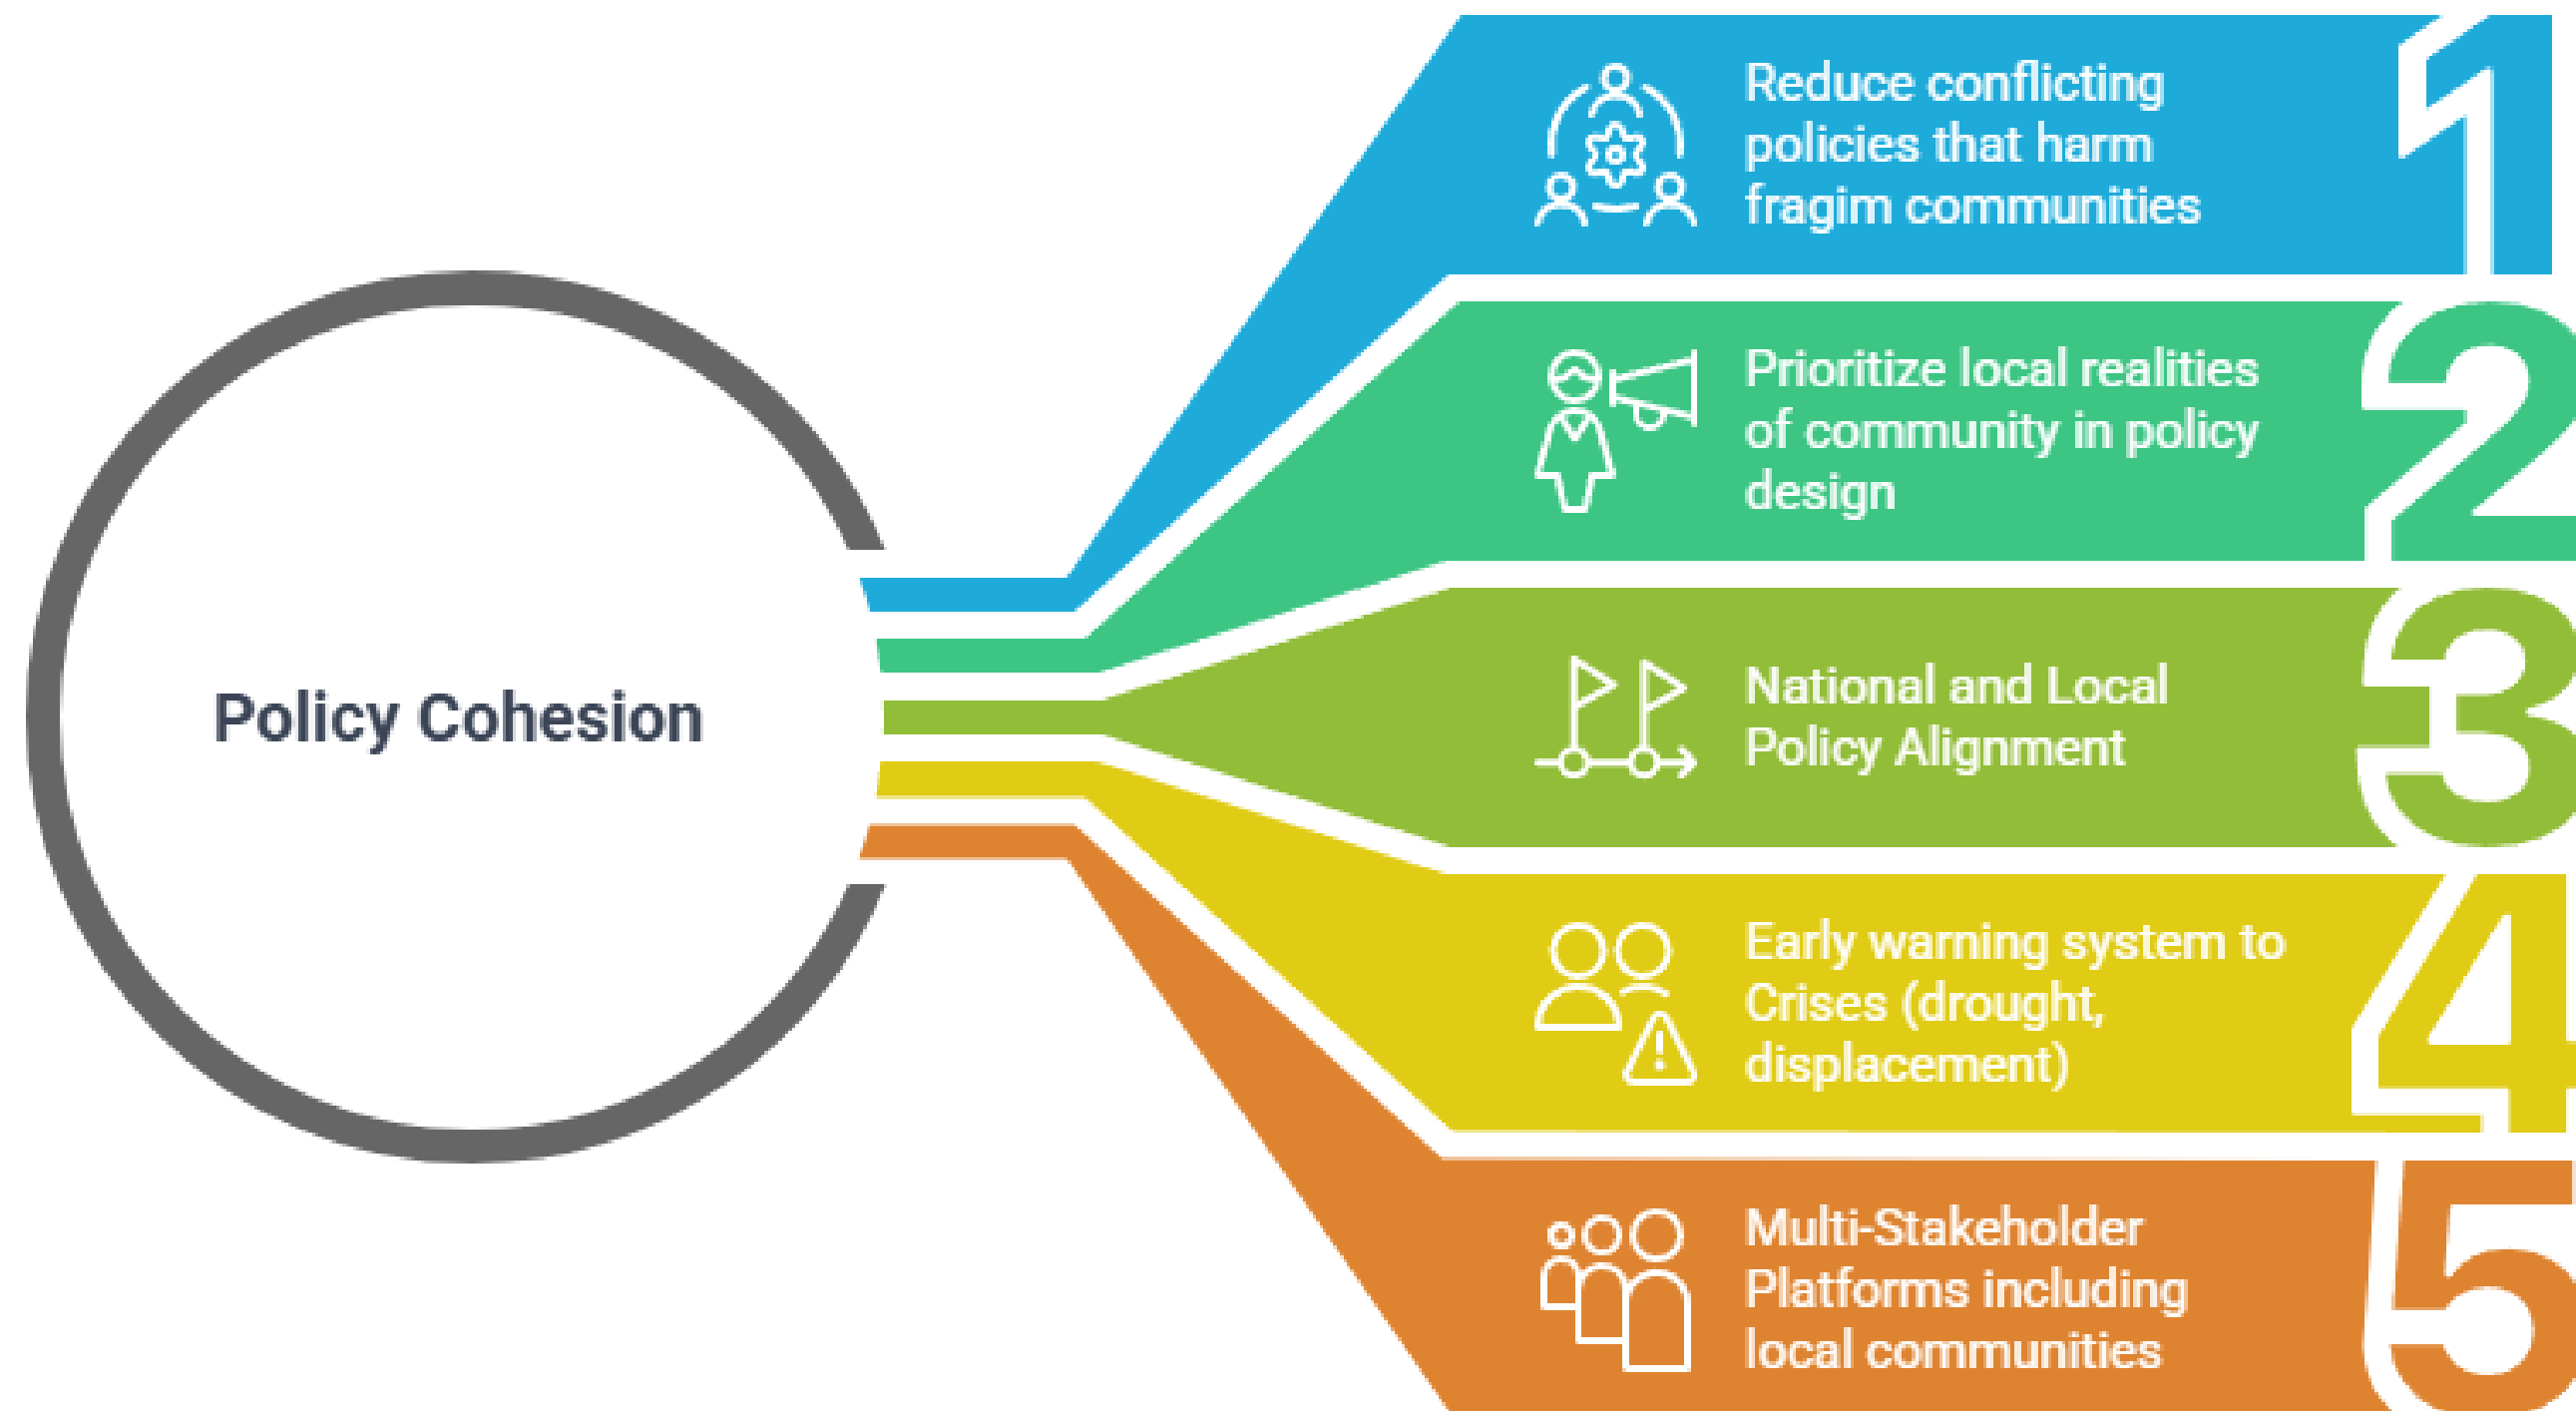 Policy Cohesion
Reduce conflicting
policies that harm
fragim communities
1
Prioritize local realities
of community in policy
design
2
National and Local
Policy Alignment
3
Early warning system to
Crises (drought,
displacement)
4
Multi-Stakeholder
Platforms including
local communities
5